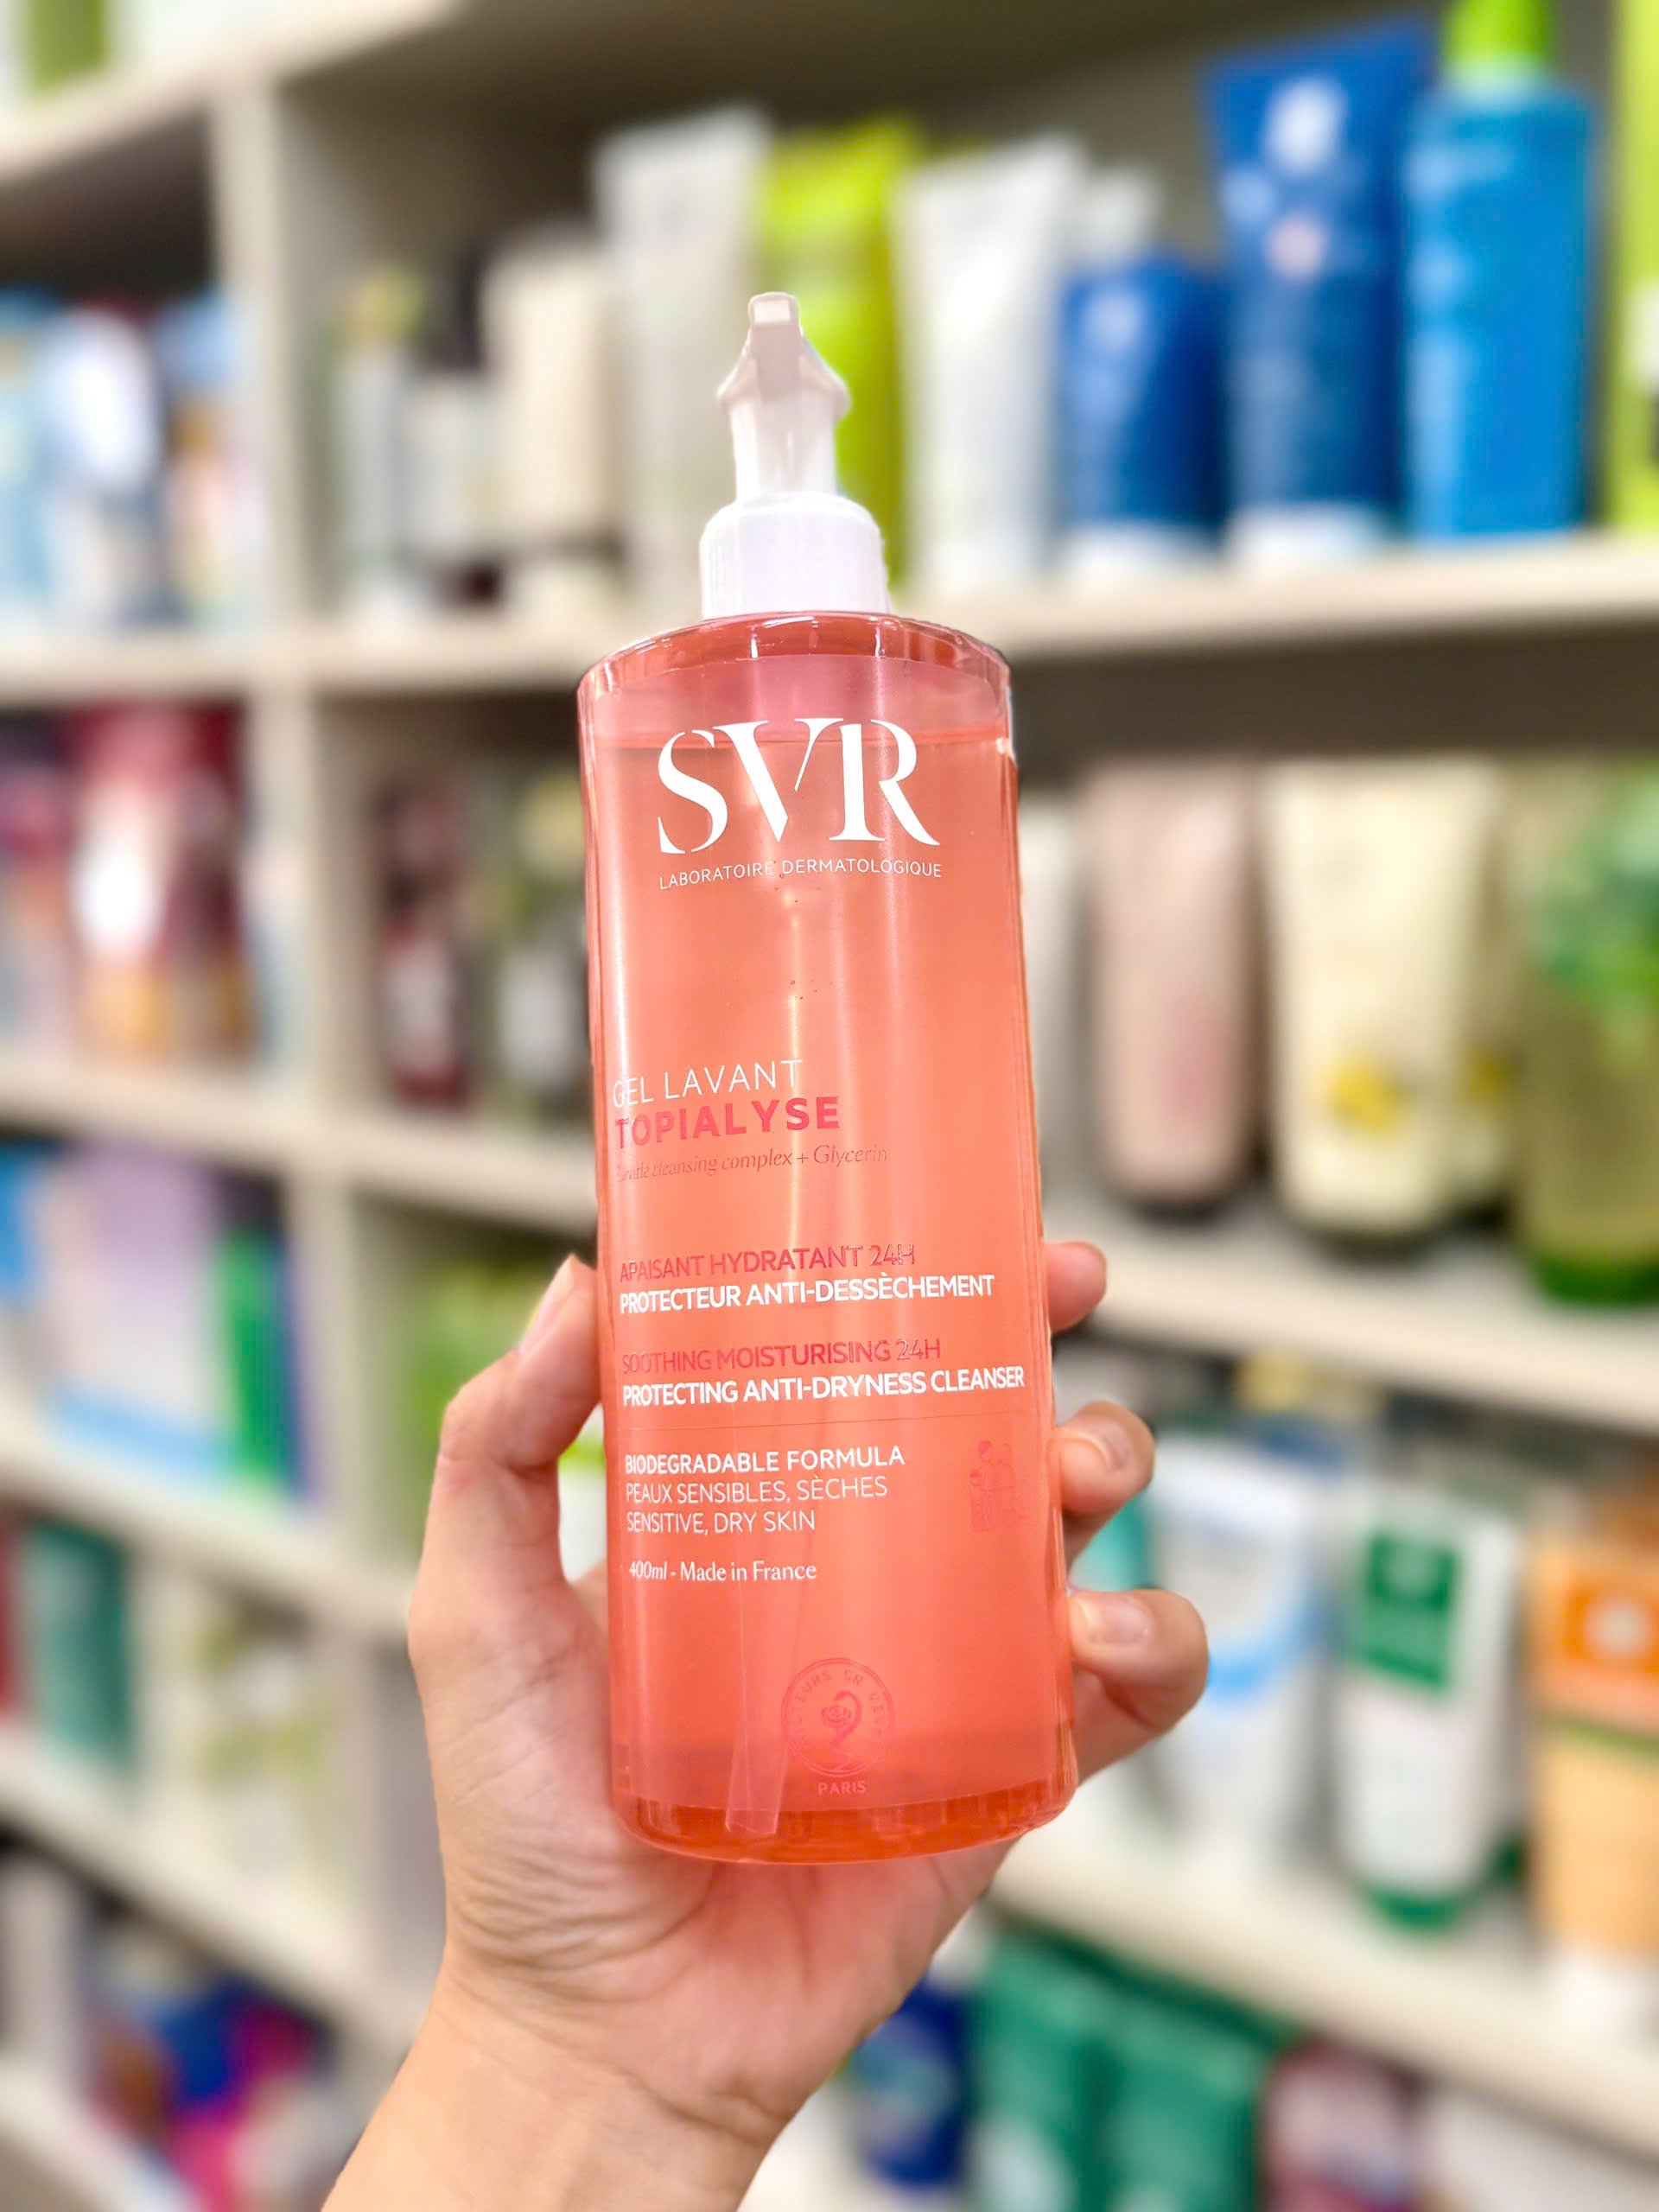 SVR
LABORATOIRE DERMATOLOGIQUE
GEL LAVANT
TOPIALYSE
Gentle cleansing complex + Glycerin
APAISANT HYDRATANT 24H
PROTECTEUR ANTI-DESSÈCHEMENT
SOOTHING MOISTURISING 24H
PROTECTING ANTI-DRYNESS CLEANSER
BIODEGRADABLE FORMULA
PEAUX SENSIBLES, SÈCHES
SENSITIVE, DRY SKIN
400ml - Made in France
PARIS